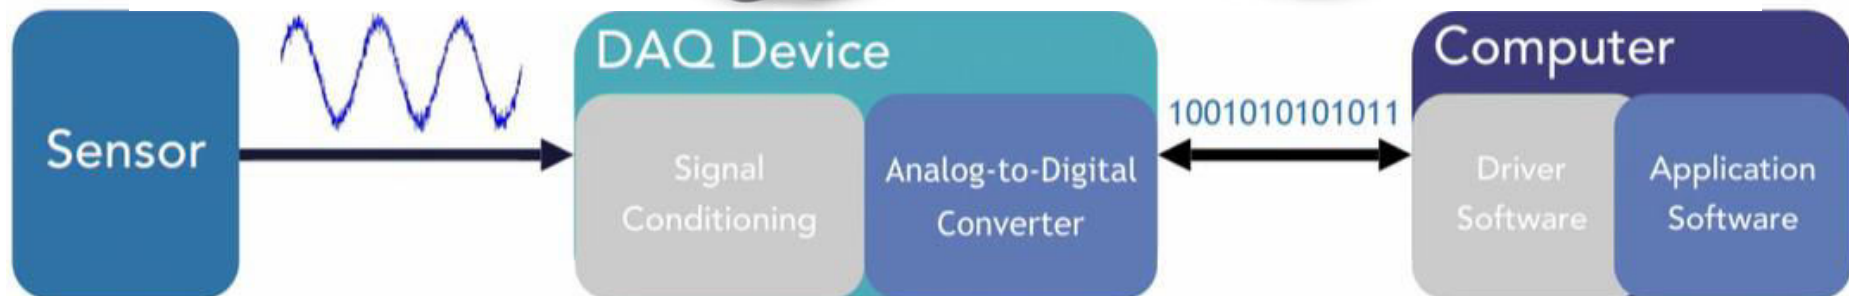 Sensor
DAQ Device
Signal
Conditioning
Analog-to-Digital
Converter
1001010101011
Computer
Driver
Software
Application
Software